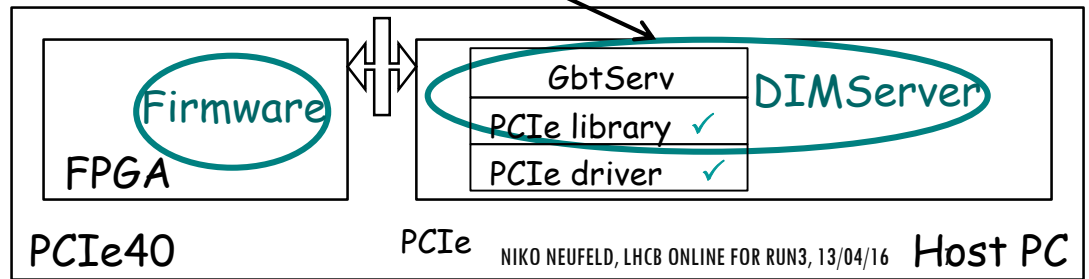 GbtServ
DIMServer
Firmware
PCIe library ✓
FPGA
PCIe driver ✓
PCIe40
PCIe
NIKO NEUFELD, LHCB ONLINE FOR RUN3, 13/04/16
Host PC